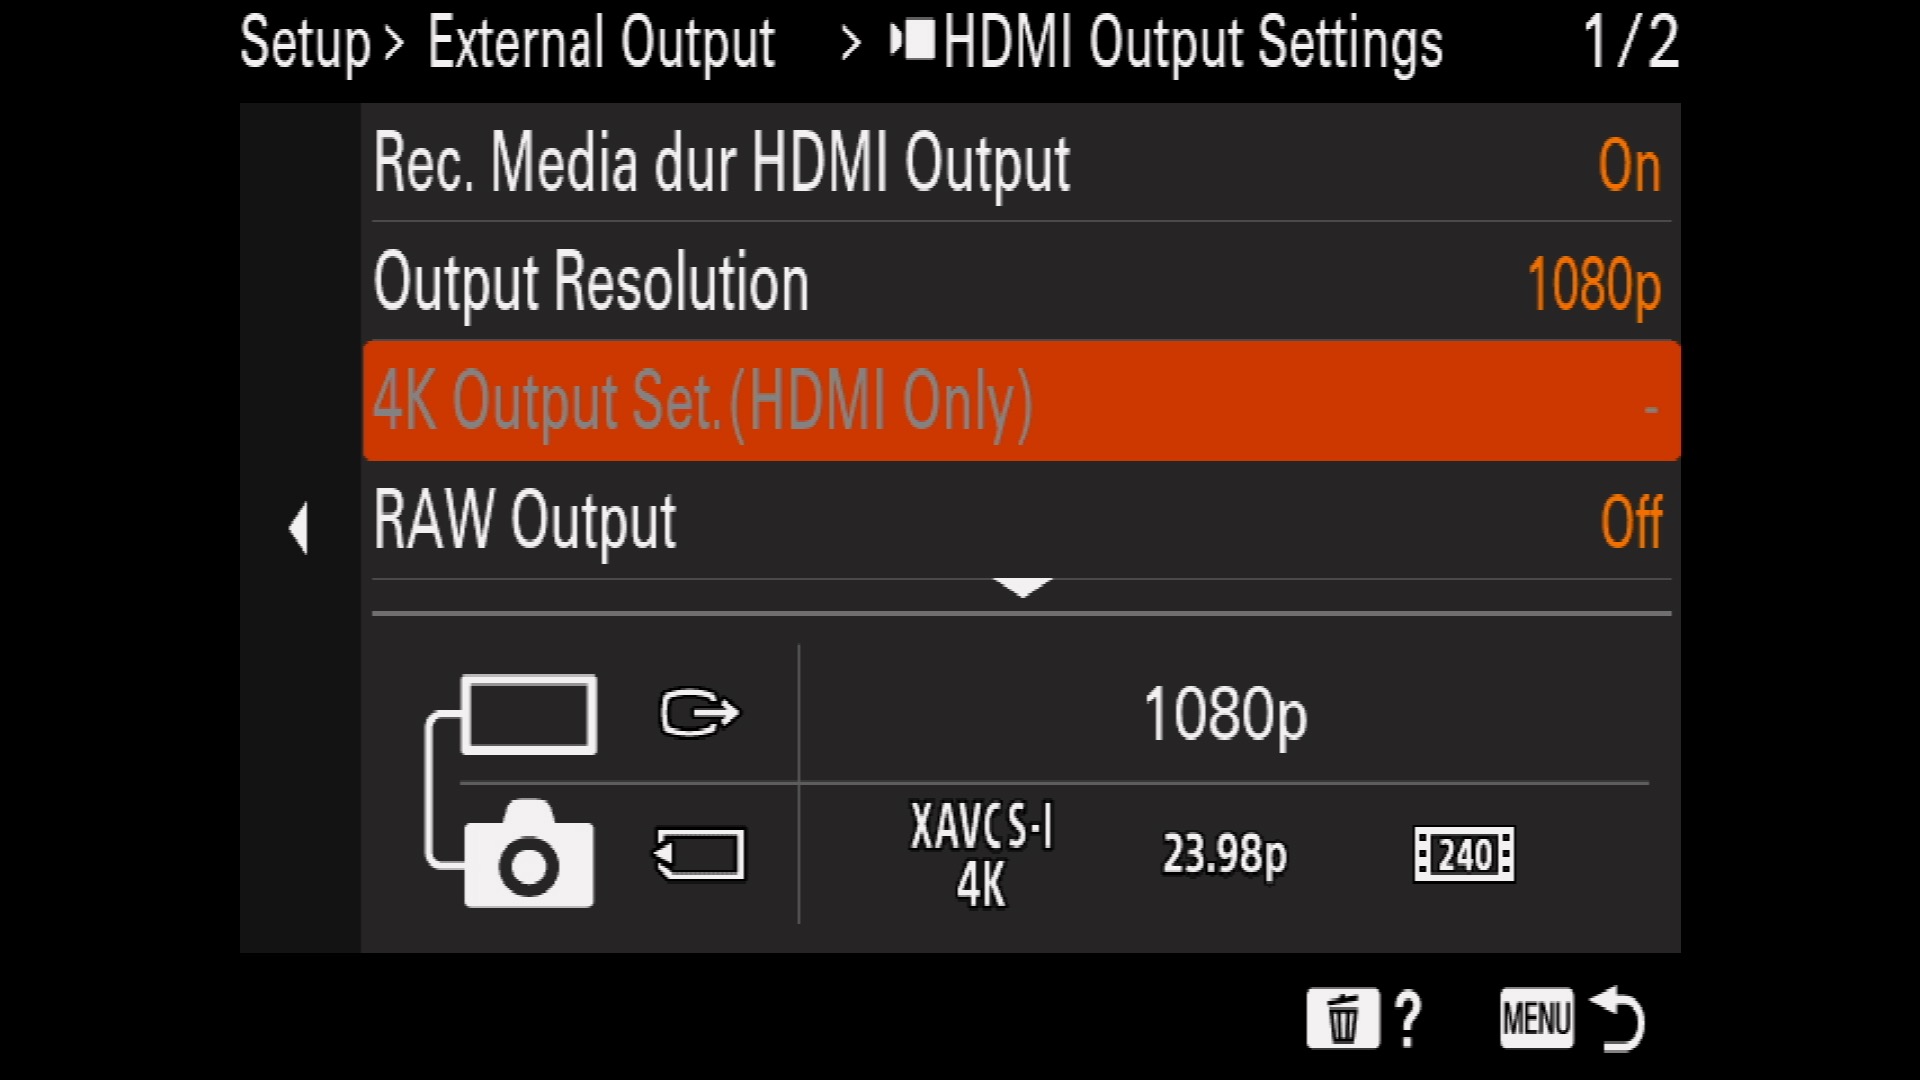 Setup > External Output > HDMI Output Settings 1/2
Rec. Media dur HDMI Output On
Output Resolution 1080p
4K Output Set.(HDMI Only) -
RAW Output Off
1080p
XAVC S-I
4K
23.98p
240
? MENU